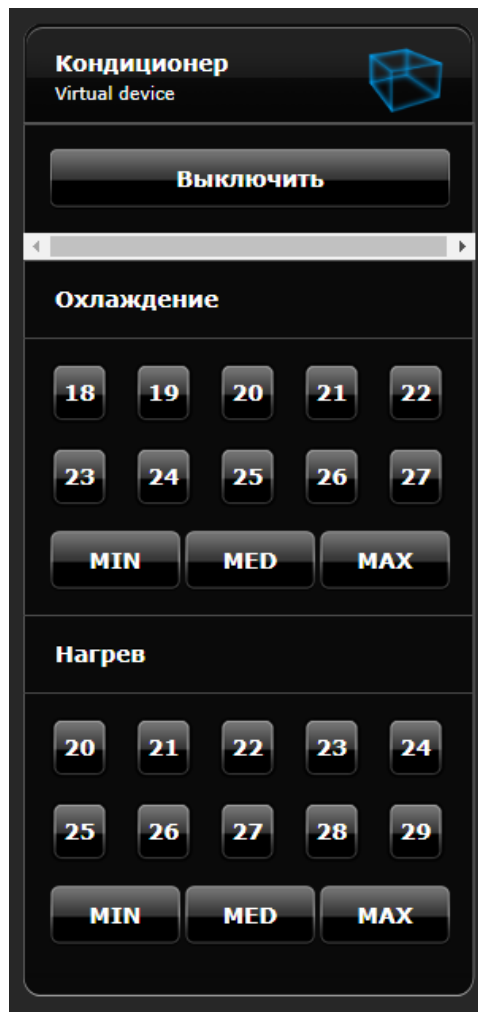 Кондиционер
Virtual device
Выключить
Охлаждение
18 19 20 21 22
23 24 25 26 27
MIN MED MAX
Нагрев
20 21 22 23 24
25 26 27 28 29
MIN MED MAX